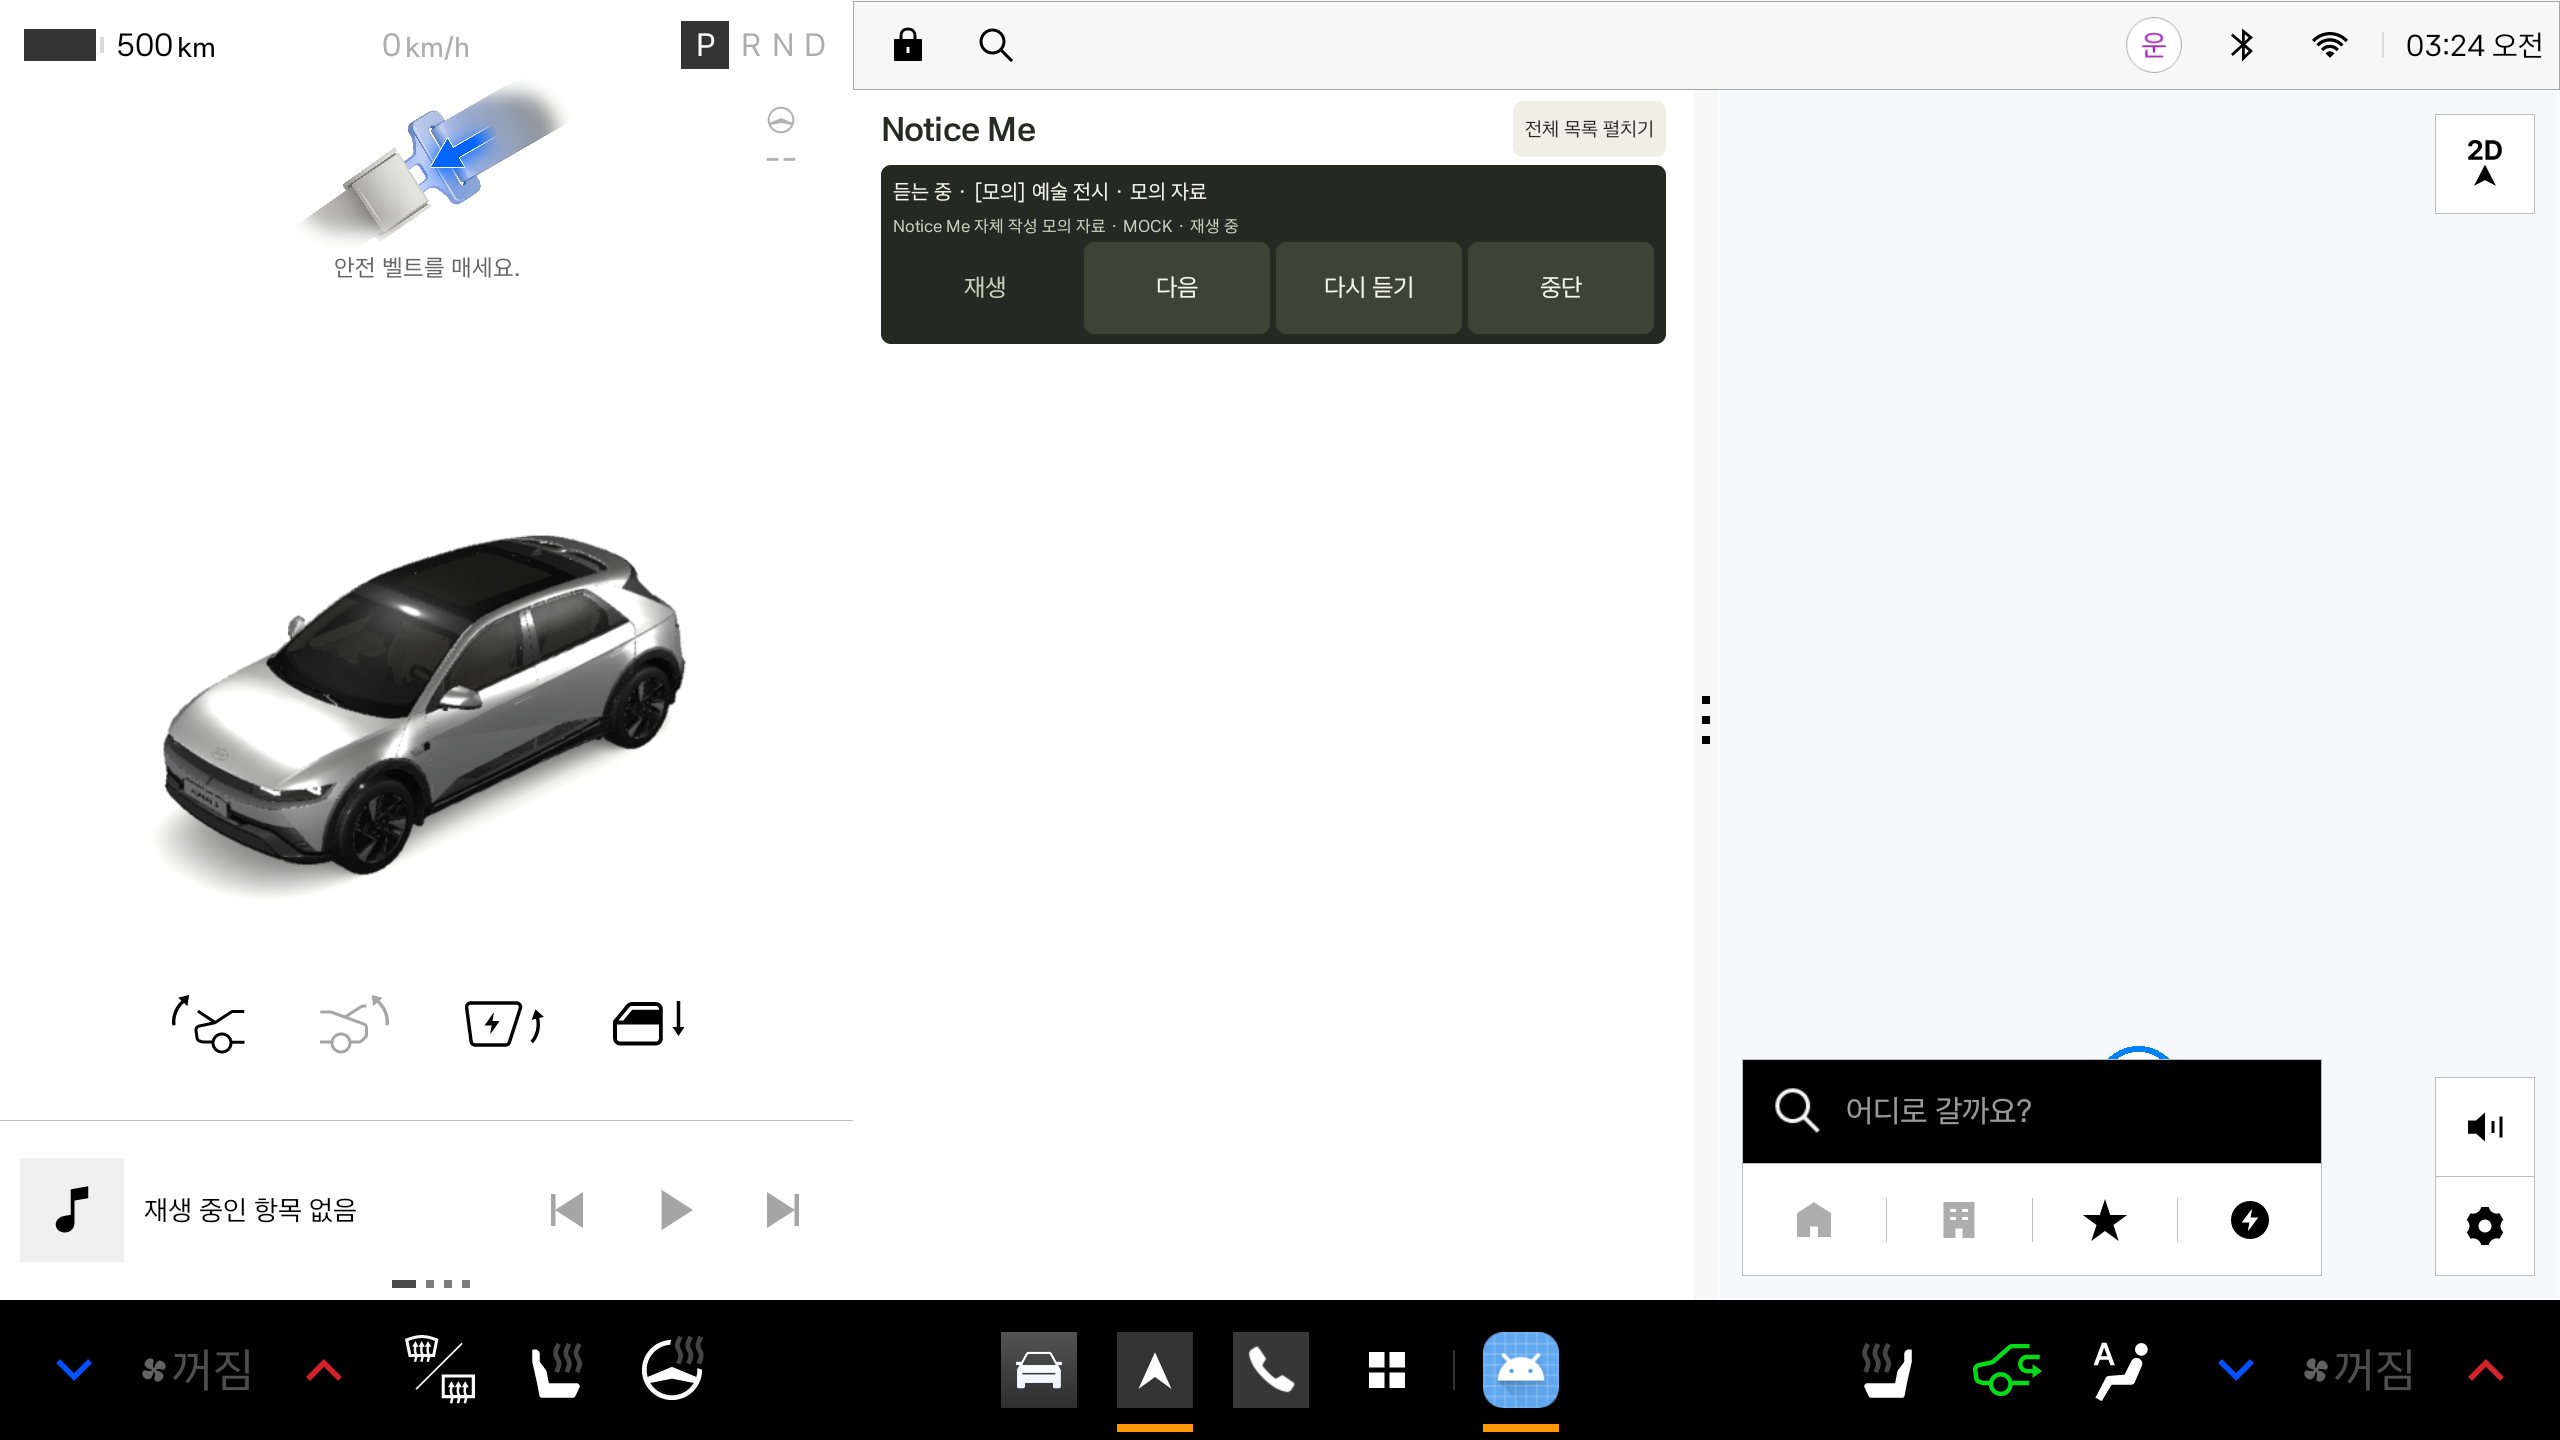 500 km
0 km/h
P R N D
안전 벨트를 매세요.
재생 중인 항목 없음
운
03:24 오전
Notice Me
전체 목록 펼치기
듣는 중 · [모의] 예술 전시 · 모의 자료
Notice Me 자체 작성 모의 자료 · MOCK · 재생 중
재생
다음
다시 듣기
중단
2D
어디로 갈까요?
꺼짐
A
꺼짐